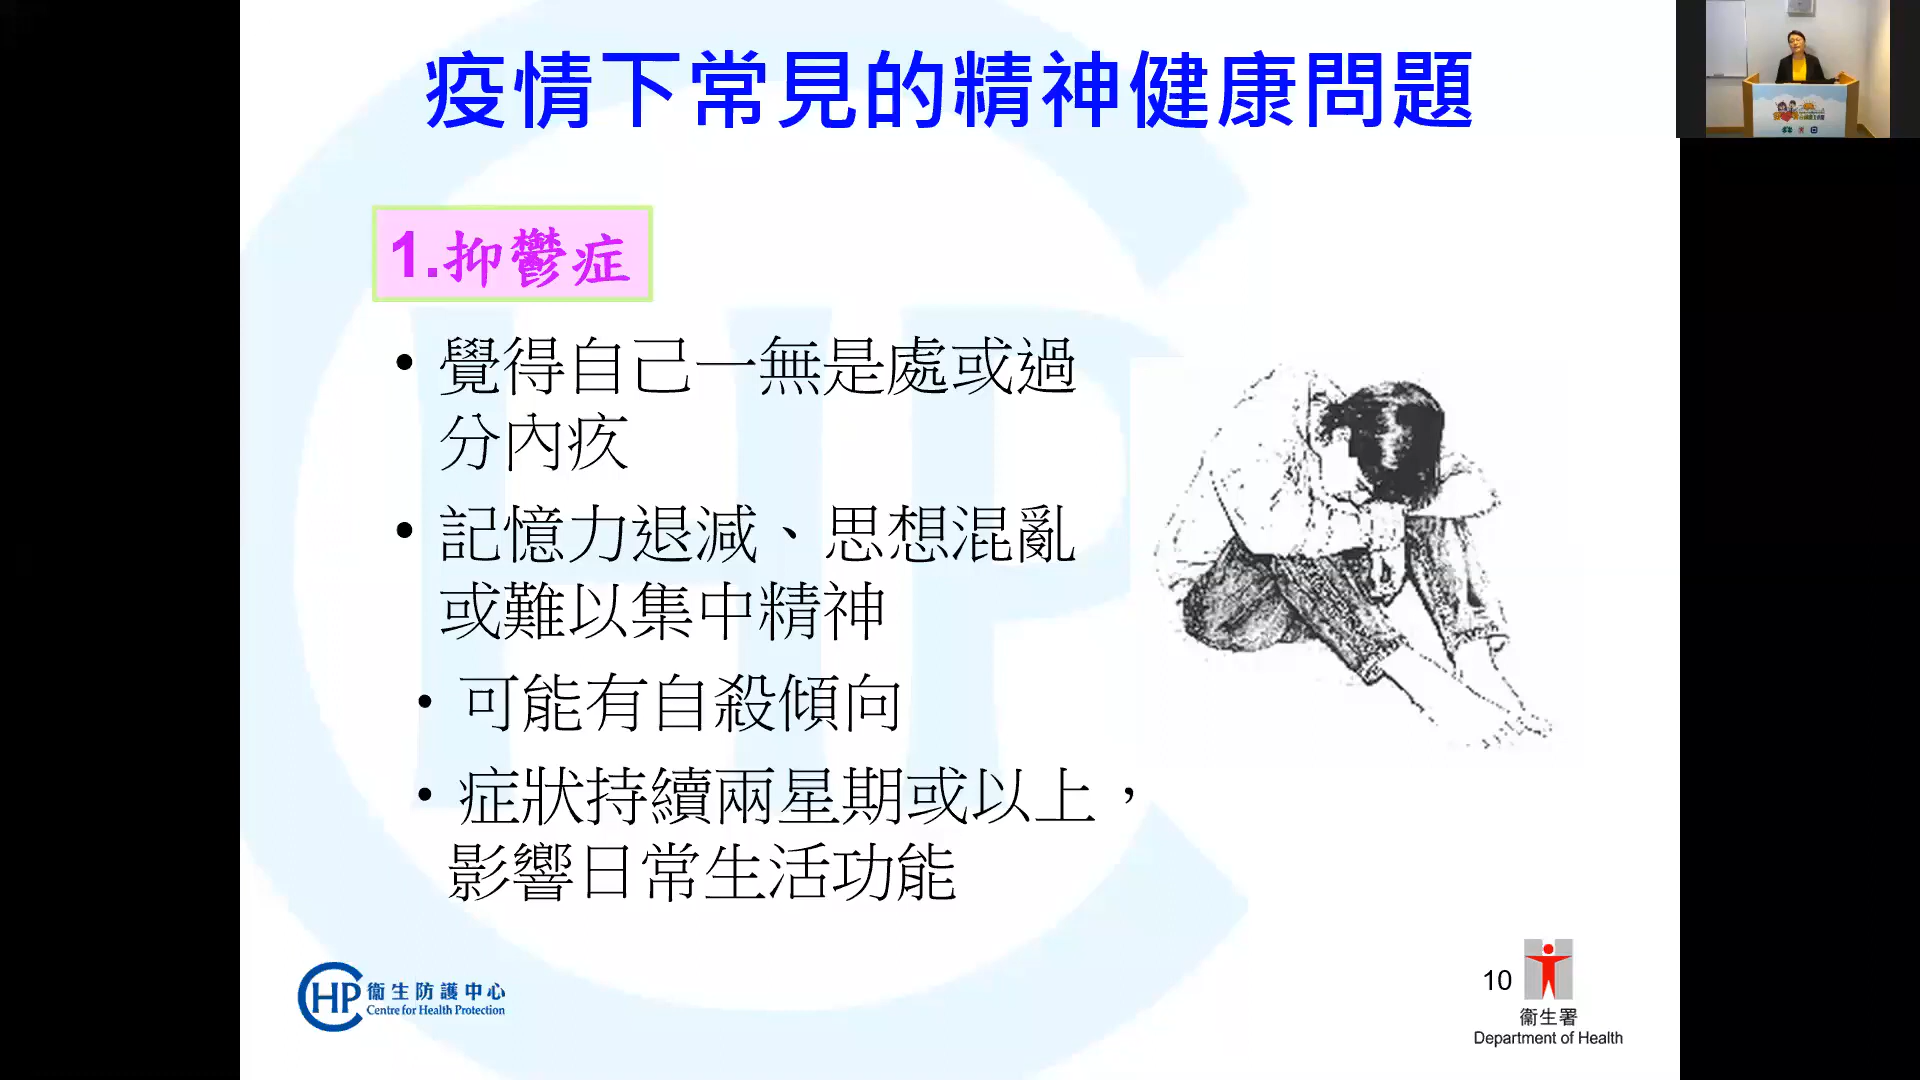 疫情下常見的精神健康問題
1.抑鬱症
• 覺得自己一無是處或過
分內疚
• 記憶力退減、思想混亂
或難以集中精神
• 可能有自殺傾向
• 症狀持續兩星期或以上，
影響日常生活功能
CHP 衞生防護中心
Centre for Health Protection
10
衞生署
Department of Health